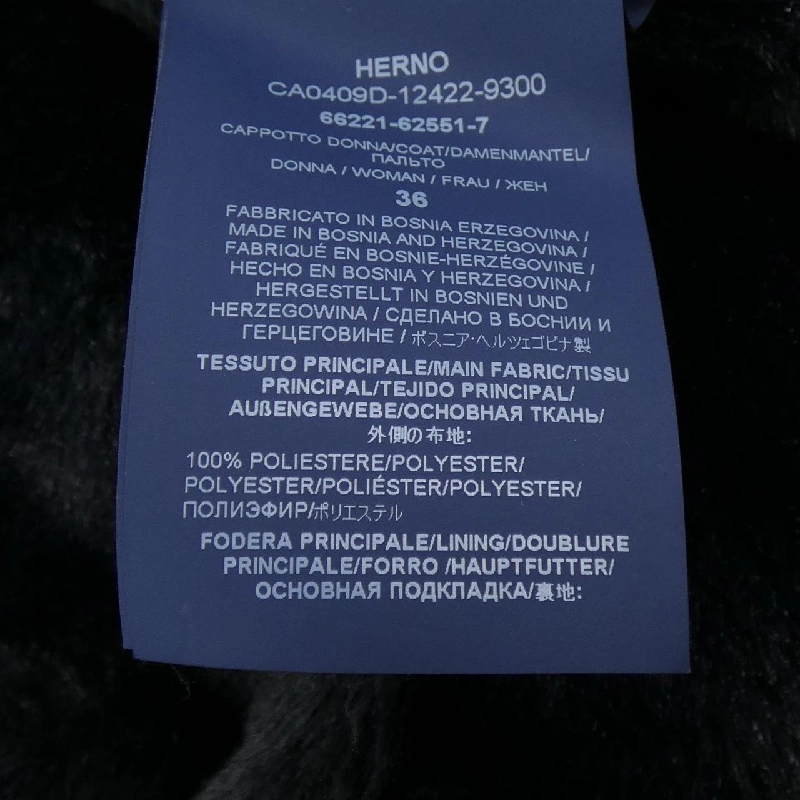 HERNO
CA0409D-12422-9300
66221-62551-7
CAPPOTTO DONNA/COAT/DAMENMANTEL/
ПАЛЬТО
DONNA / WOMAN / FRAU / ЖЕН
36
FABBRICATO IN BOSNIA ERZEGOVINA /
MADE IN BOSNIA AND HERZEGOVINA /
FABRIQUÉ EN BOSNIE-HERZÉGOVINE /
HECHO EN BOSNIA Y HERZEGOVINA /
HERGESTELLT IN BOSNIEN UND
HERZEGOWINA / СДЕЛАНО В БОСНИИ И
ГЕРЦЕГОВИНЕ / ボスニア・ヘルツェゴビナ製
TESSUTO PRINCIPALE/MAIN FABRIC/TISSU
PRINCIPAL/TEJIDO PRINCIPAL/
AUßENGEWEBE/ОСНОВНАЯ ТКАНЬ/
外側の布地:
100% POLIESTERE/POLYESTER/
POLYESTER/POLIÉSTER/POLYESTER/
ПОЛИЭФИР/ポリエステル
FODERA PRINCIPALE/LINING/DOUBLURE
PRINCIPALE/FORRO /HAUPTFUTTER/
ОСНОВНАЯ ПОДКЛАДКА/裏地: